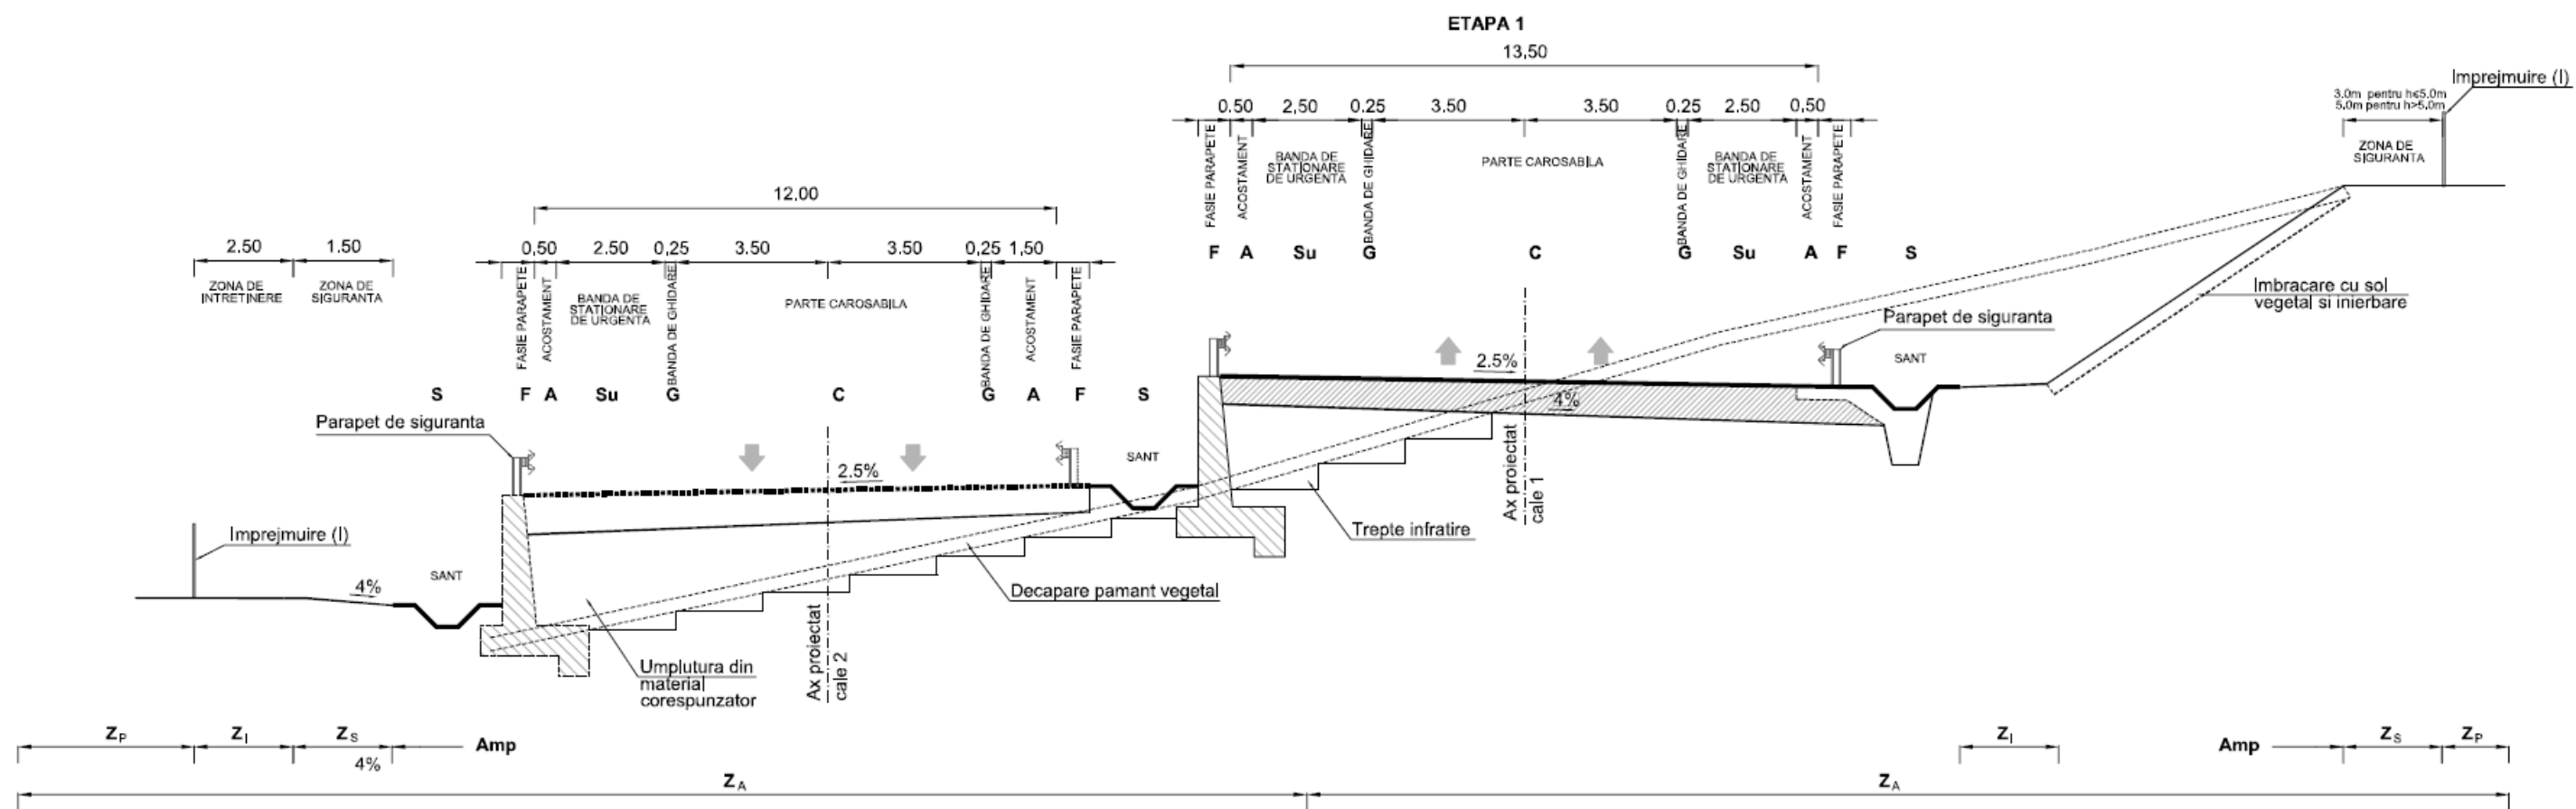 ETAPA 1
13,50
Imprejmuire (I)
3.0m pentru h≤5.0m
5.0m pentru h>5.0m
0.50
2,50
0.25
3.50
3.50
0.25
2.50
0,50
FASIE PARAPETE
ACOSTAMENT
BANDA DE
STATIONARE
DE URGENTA
BANDA DE GHIDARE
PARTE CAROSABILA
BANDA DE GHIDARE
BANDA DE
STATIONARE
DE URGENTA
ACOSTAMENT
FASIE PARAPETE
ZONA DE
SIGURANTA
F
A
Su
G
C
G
Su
A
F
S
12,00
2.50
1.50
0,50
2.50
0,25
3.50
3.50
0,25
1,50
ZONA DE
INTRETINERE
ZONA DE
SIGURANTA
FASIE PARAPETE
ACOSTAMENT
BANDA DE
STATIONARE
DE URGENTA
BANDA DE GHIDARE
PARTE CAROSABILA
BANDA DE GHIDARE
ACOSTAMENT
FASIE PARAPETE
S
F
A
Su
G
C
G
A
F
S
Imbracare cu sol
vegetal si inierbare
Parapet de siguranta
SANT
2.5%
4%
Ax proiectat
cale 1
Trepte infratire
Parapet de siguranta
SANT
2.5%
Imprejmuire (I)
SANT
4%
Decapare pamant vegetal
Umplutura din
material
corespunzator
Ax proiectat
cale 2
ZP
ZI
ZS
4%
Amp
ZI
Amp
ZS
ZP
ZA
ZA